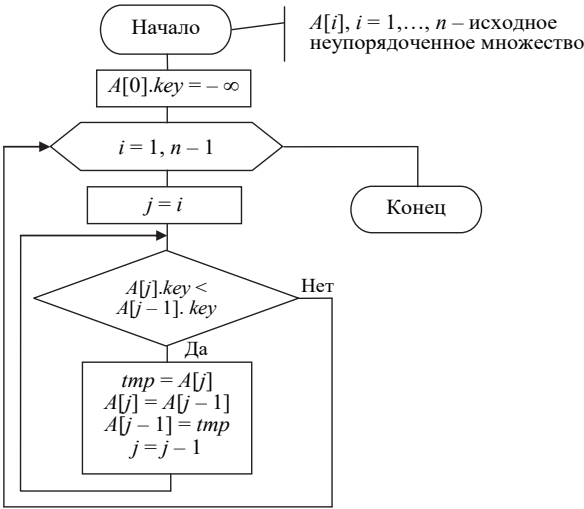 Начало
A[i], i = 1,…, n – исходное
неупорядоченное множество
A[0].key = – ∞
i = 1, n – 1
j = i
Конец
A[j].key <
A[j – 1]. key
Нет
Да
tmp = A[j]
A[j] = A[j – 1]
A[j – 1] = tmp
j = j – 1